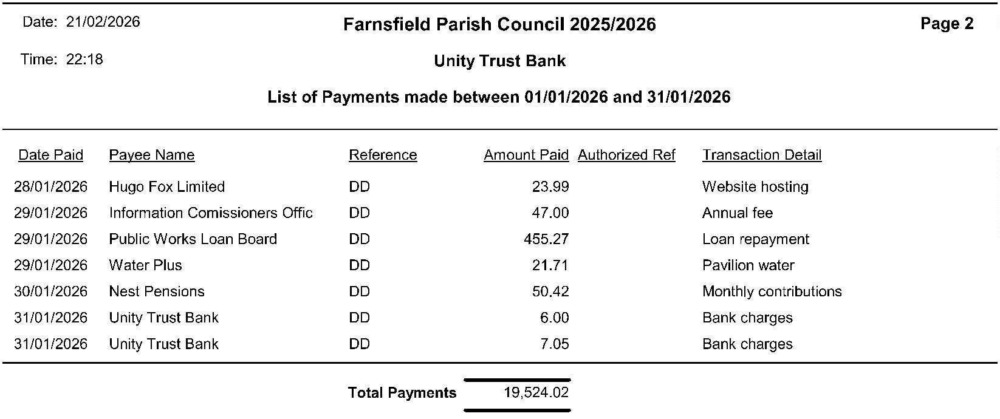 Date: 21/02/2026 Farnsfield Parish Council 2025/2026 Page 2
Time: 22:18 Unity Trust Bank
List of Payments made between 01/01/2026 and 31/01/2026
Date Paid Payee Name Reference Amount Paid Authorized Ref Transaction Detail
28/01/2026 Hugo Fox Limited DD 23.99 Website hosting
29/01/2026 Information Comissioners Offic DD 47.00 Annual fee
29/01/2026 Public Works Loan Board DD 455.27 Loan repayment
29/01/2026 Water Plus DD 21.71 Pavilion water
30/01/2026 Nest Pensions DD 50.42 Monthly contributions
31/01/2026 Unity Trust Bank DD 6.00 Bank charges
31/01/2026 Unity Trust Bank DD 7.05 Bank charges
Total Payments 19,524.02